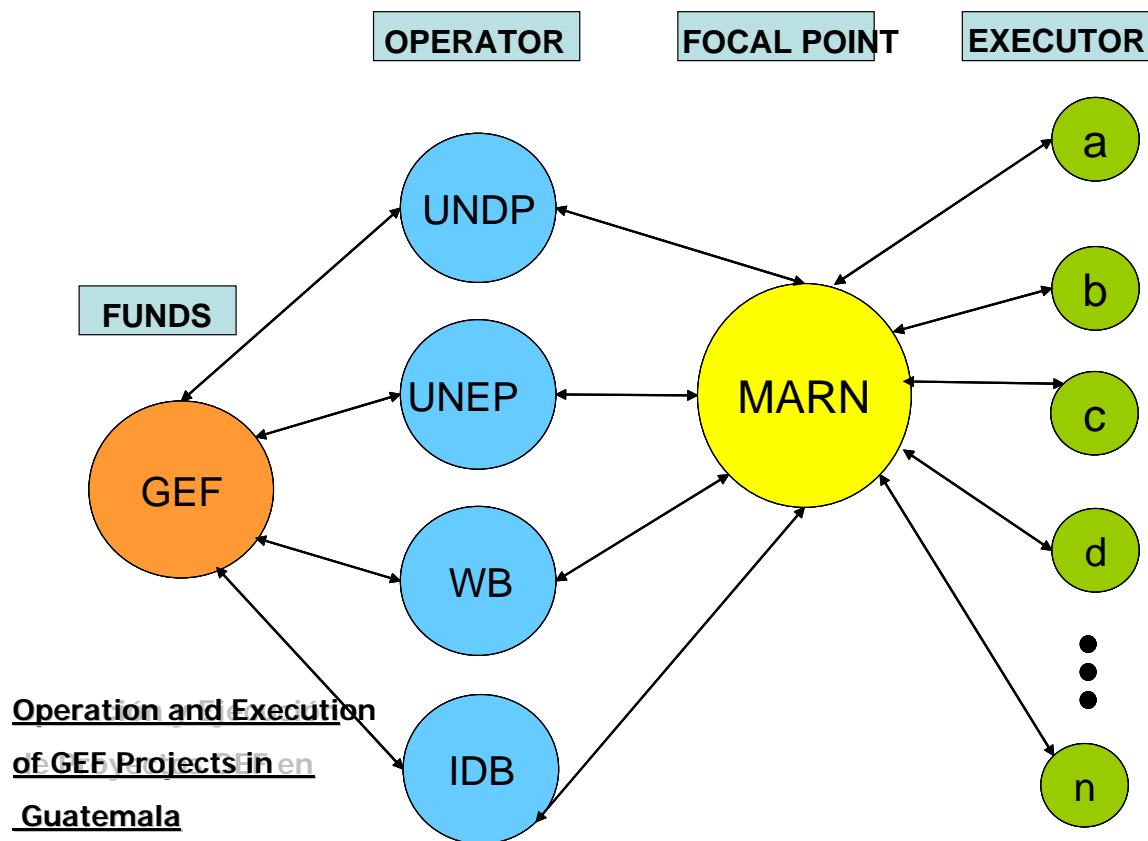 OPERATOR
FOCAL POINT
EXECUTOR
a
UNDP
b
FUNDS
UNEP
MARN
c
GEF
d
WB
Operation and Execution
of GEF Projects in
Guatemala
IDB
n